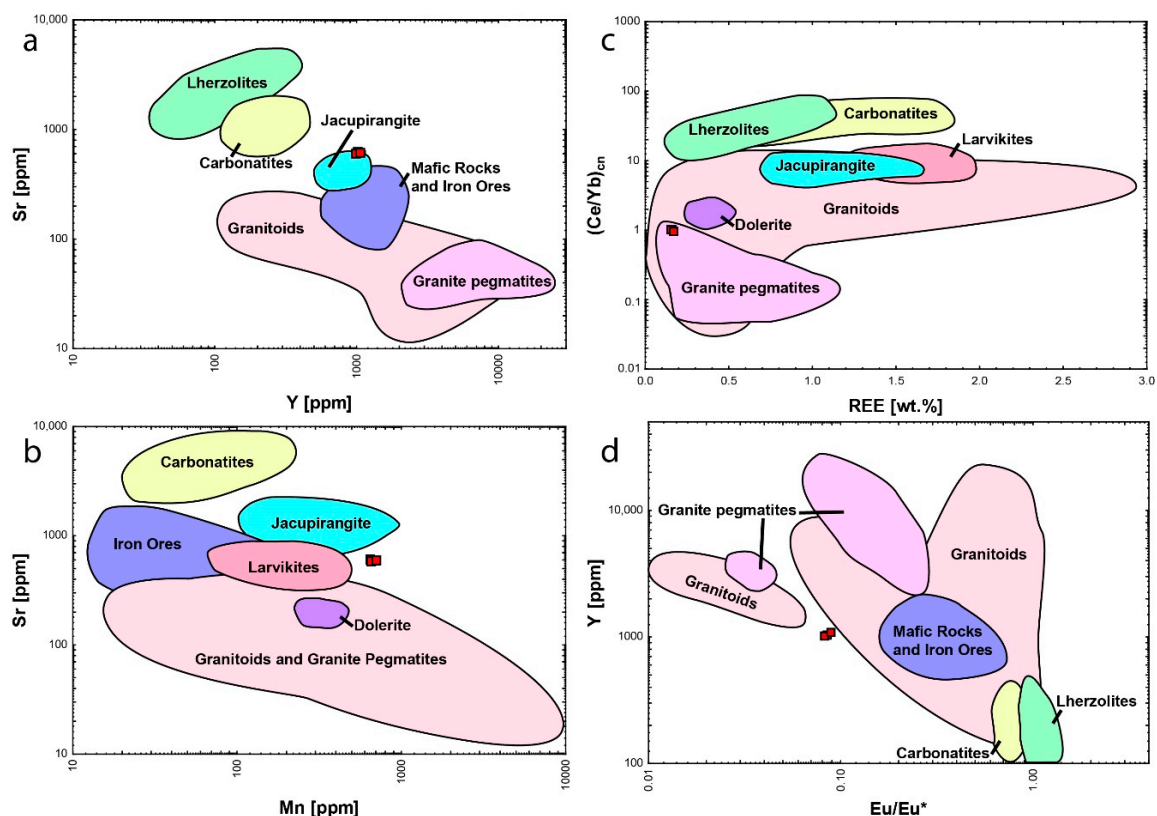 a
10,000
1000
100
10
Sr [ppm]
Lherzolites
Carbonatites
Jacupirangite
Mafic Rocks
and Iron Ores
Granitoids
Granite pegmatites
10
100
1000
10000
Y [ppm]
c
1000
100
10
1
0.1
0.01
(Ce/Yb)cn
Lherzolites
Carbonatites
Larvikites
Jacupirangite
Granitoids
Dolerite
Granite pegmatites
0.0
0.5
1.0
1.5
2.0
2.5
3.0
REE [wt.%]
b
10,000
1000
100
10
Sr [ppm]
Carbonatites
Jacupirangite
Iron Ores
Larvikites
Dolerite
Granitoids and Granite Pegmatites
10
100
1000
10000
Mn [ppm]
d
10,000
1000
100
Y [ppm]
Granite pegmatites
Granitoids
Granitoids
Mafic Rocks
and Iron Ores
Lherzolites
Carbonatites
0.01
0.10
1.00
Eu/Eu*